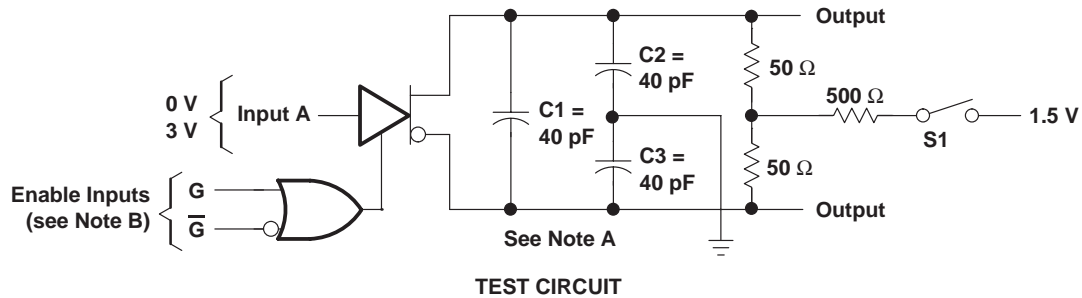 Output
C2 =
40 pF
50 Ω
0 V
3 V
Input A
C1 =
40 pF
500 Ω
1.5 V
S1
C3 =
40 pF
50 Ω
Enable Inputs
(see Note B)
G
G̅
Output
See Note A
TEST CIRCUIT